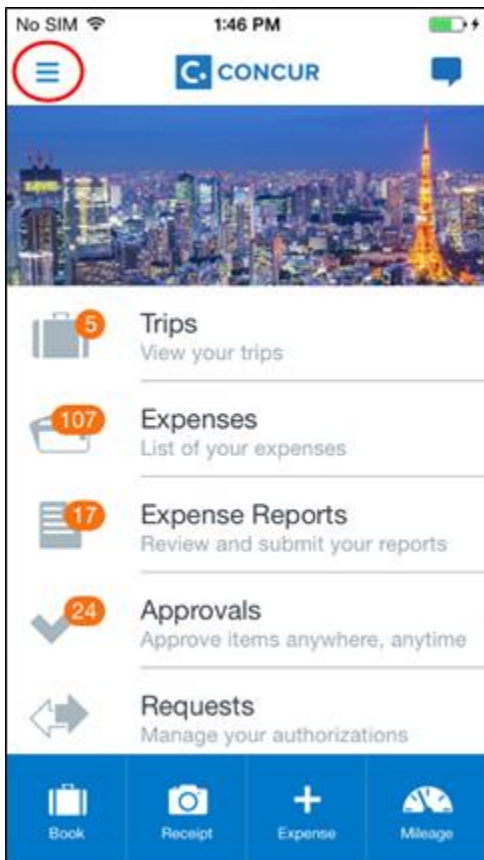 No SIM 1:46 PM
CONCUR
5
Trips
View your trips
107
Expenses
List of your expenses
17
Expense Reports
Review and submit your reports
24
Approvals
Approve items anywhere, anytime
Requests
Manage your authorizations
Book Receipt Expense Mileage